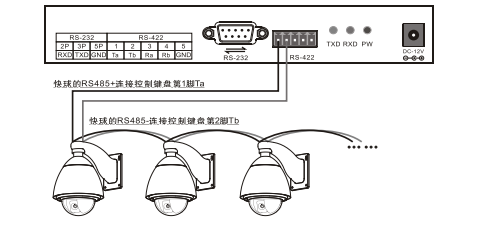 RS-232 RS-422
2P 3P 5P 1 2 3 4 5
RXD TXD GND Ta Tb Ra Rb GND
RS-232
RS-422
TXD RXD PW
DC-12V
快球的RS485+连接控制键盘第1脚Ta
快球的RS485-连接控制键盘第2脚Tb